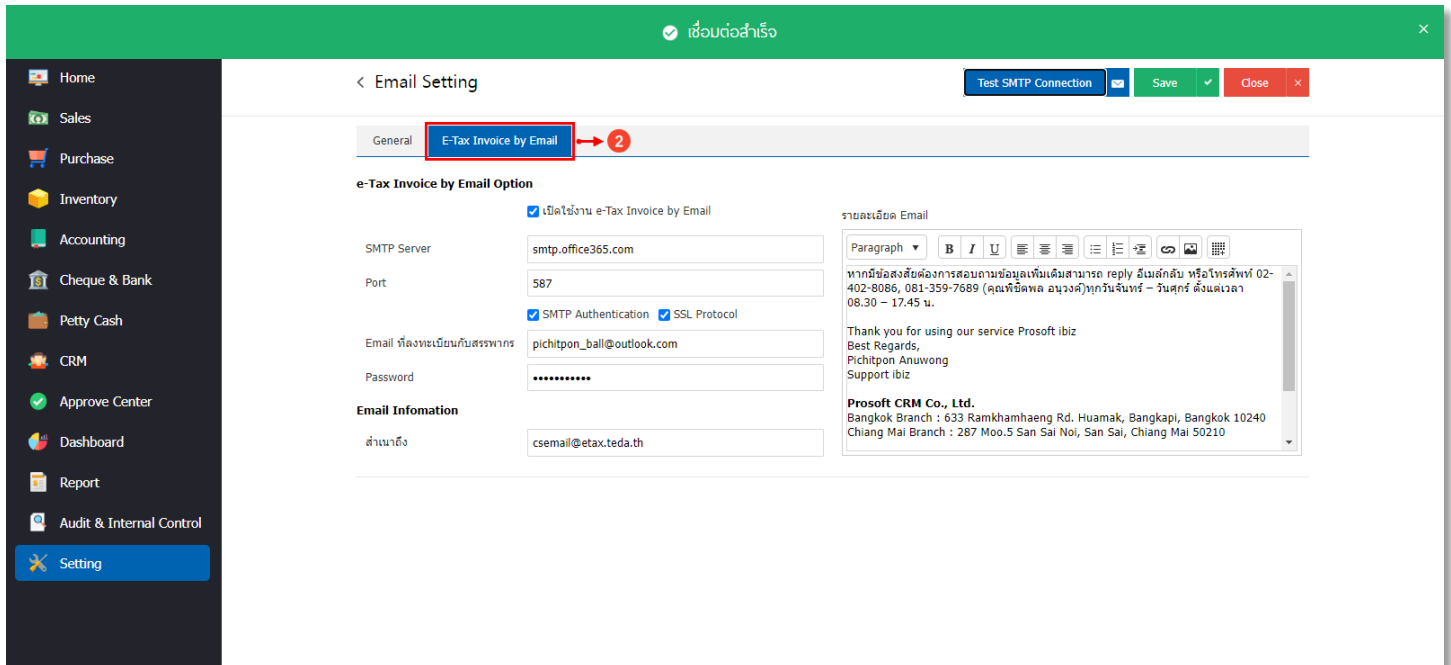 เชื่อมต่อสำเร็จ
Home
Sales
Purchase
Inventory
Accounting
Cheque & Bank
Petty Cash
CRM
Approve Center
Dashboard
Report
Audit & Internal Control
Setting
Email Setting
Test SMTP Connection
Save
Close
General
E-Tax Invoice by Email
2
e-Tax Invoice by Email Option
เปิดใช้งาน e-Tax Invoice by Email
SMTP Server
smtp.office365.com
Port
587
SMTP Authentication
SSL Protocol
Email ที่ลงทะเบียนกับสรรพากร
pichitpon_ball@outlook.com
Password
•••••••••••
Email Infomation
สำเนาถึง
csemail@etax.teda.th
รายละเอียด Email
Paragraph
B I U
หากมีข้อสงสัยต้องการสอบถามข้อมูลเพิ่มเติมสามารถ reply อีเมล์กลับ หรือโทรศัพท์ 02-
402-8086, 081-359-7689 (คุณพิชิตพล อนุวงค์)ทุกวันจันทร์ – วันศุกร์ ตั้งแต่เวลา
08.30 – 17.45 น.
Thank you for using our service Prosoft ibiz
Best Regards,
Pichitpon Anuwong
Support ibiz
Prosoft CRM Co., Ltd.
Bangkok Branch : 633 Ramkhamhaeng Rd. Huamak, Bangkapi, Bangkok 10240
Chiang Mai Branch : 287 Moo.5 San Sai Noi, San Sai, Chiang Mai 50210